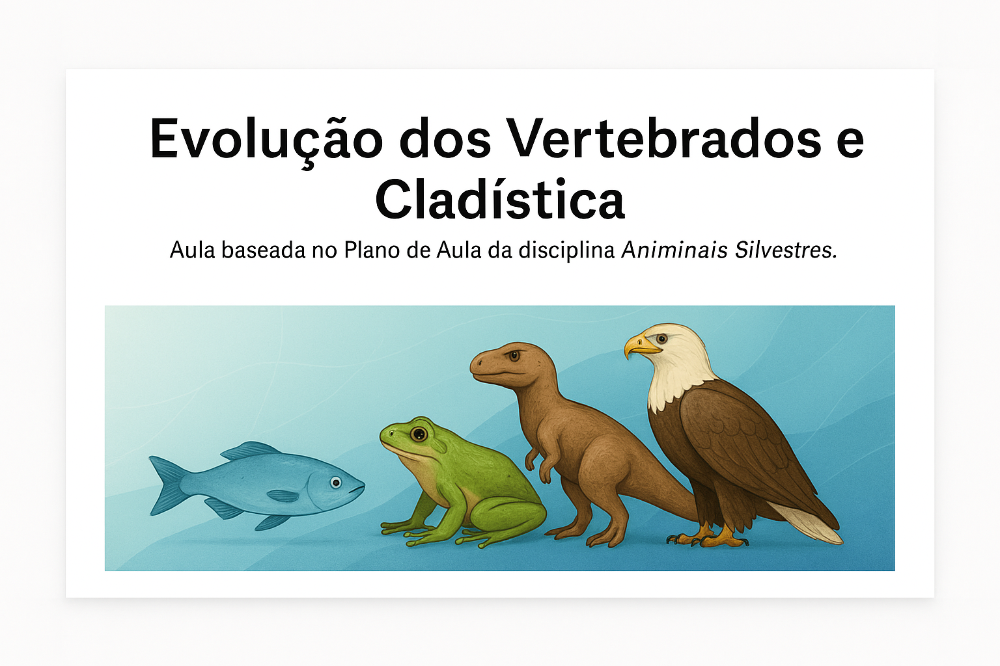 Evolução dos Vertebrados e
Cladística
Aula baseada no Plano de Aula da disciplina Animinais Silvestres.